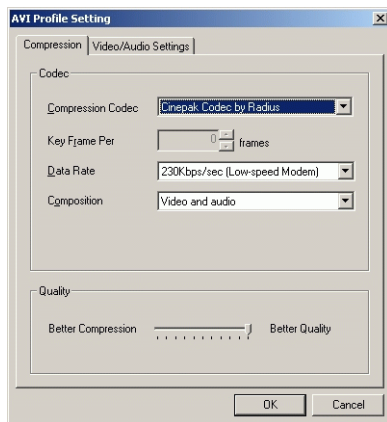 AVI Profile Setting
Compression
Video/Audio Settings
Codec
Compression Codec
Cinepak Codec by Radius
Key Frame Per
0
frames
Data Rate
230Kbps/sec (Low-speed Modem)
Composition
Video and audio
Quality
Better Compression
Better Quality
OK
Cancel